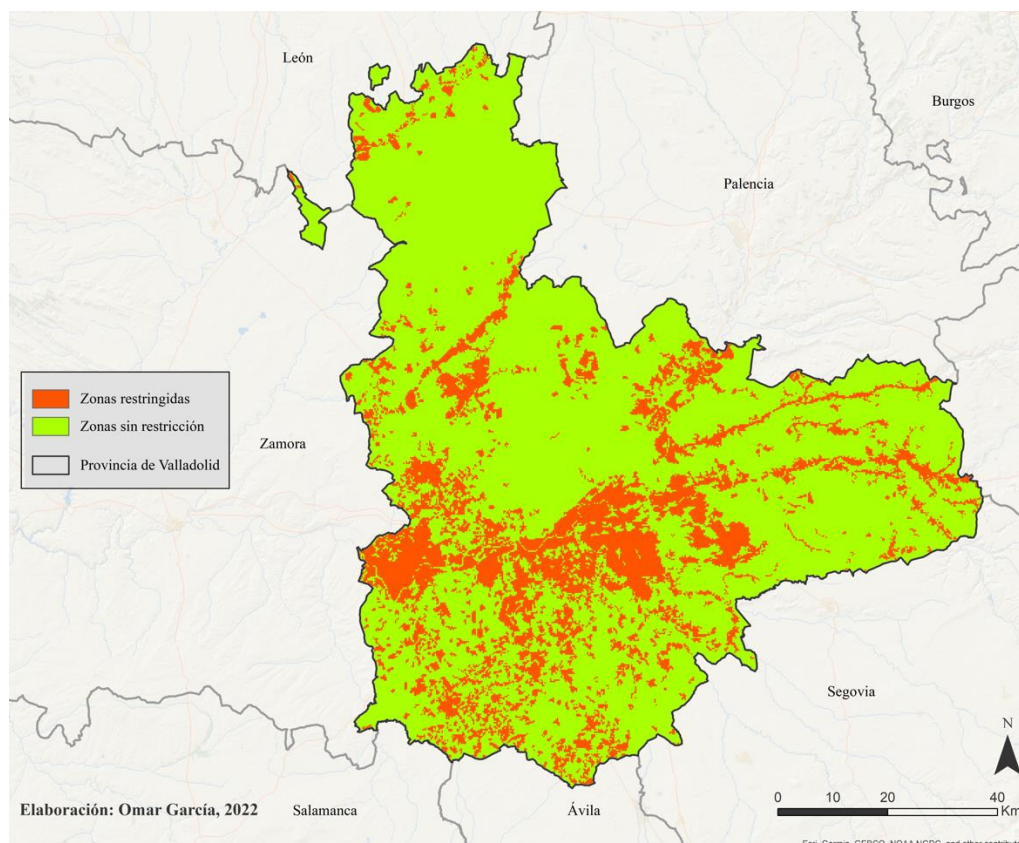 León
Burgos
Palencia
Zonas restringidas
Zonas sin restricción
Provincia de Valladolid
Zamora
Segovia
N
Elaboración: Omar García, 2022
Salamanca
Ávila
0 20 40
Km